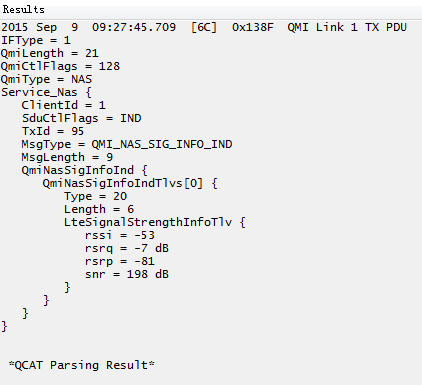 Results
2015 Sep  9  09:27:45.709  [6C]  0x138F  QMI Link 1 TX PDU
IFType = 1
QmiLength = 21
QmiCtlFlags = 128
QmiType = NAS
Service_Nas {
   ClientId = 1
   SduCtlFlags = IND
   TxId = 95
   MsgType = QMI_NAS_SIG_INFO_IND
   MsgLength = 9
   QmiNasSigInfoInd {
      QmiNasSigInfoIndTlvs[0] {
         Type = 20
         Length = 6
         LteSignalStrengthInfoTlv {
            rssi = -53
            rsrq = -7 dB
            rsrp = -81
            snr = 198 dB
         }
      }
   }
}
*QCAT Parsing Result*